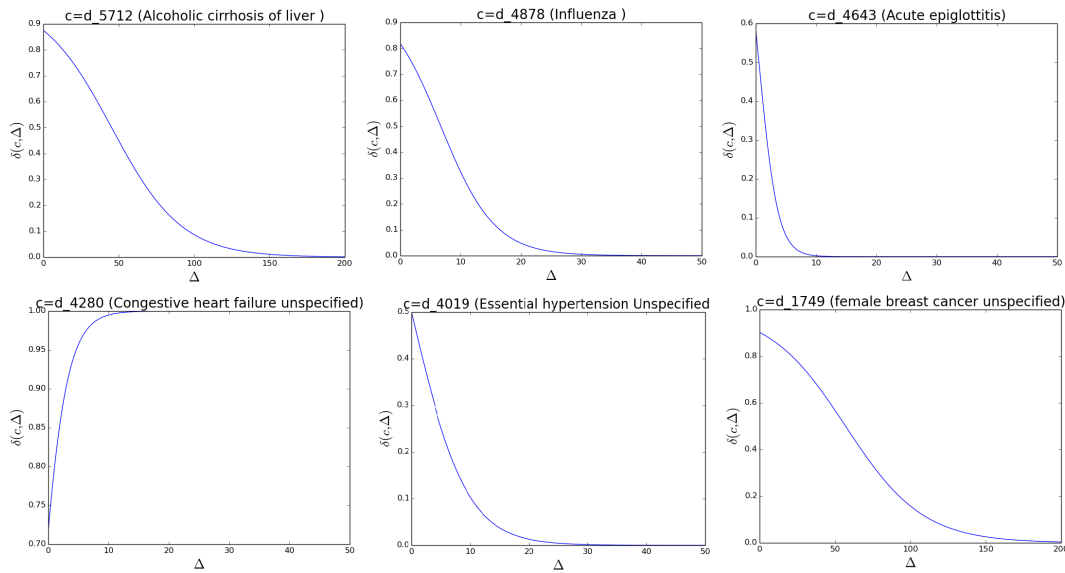 c=d_5712 (Alcoholic cirrhosis of liver )
0.9
0.8
0.7
0.6
0.5
0.4
0.3
0.2
0.1
0.0
δ(c,Δ)
0 50 100 150 200
Δ
c=d_4878 (Influenza )
0.9
0.8
0.7
0.6
0.5
0.4
0.3
0.2
0.1
0.0
δ(c,Δ)
0 10 20 30 40 50
Δ
c=d_4643 (Acute epiglottitis)
0.6
0.5
0.4
0.3
0.2
0.1
0.0
δ(c,Δ)
0 10 20 30 40 50
Δ
c=d_4280 (Congestive heart failure unspecified)
1.00
0.95
0.90
0.85
0.80
0.75
0.70
δ(c,Δ)
0 10 20 30 40 50
Δ
c=d_4019 (Essential hypertension Unspecified
0.5
0.4
0.3
0.2
0.1
0.0
δ(c,Δ)
0 10 20 30 40 50
Δ
c=d_1749 (female breast cancer unspecified)
1.0
0.8
0.6
0.4
0.2
0.0
δ(c,Δ)
0 50 100 150 200
Δ